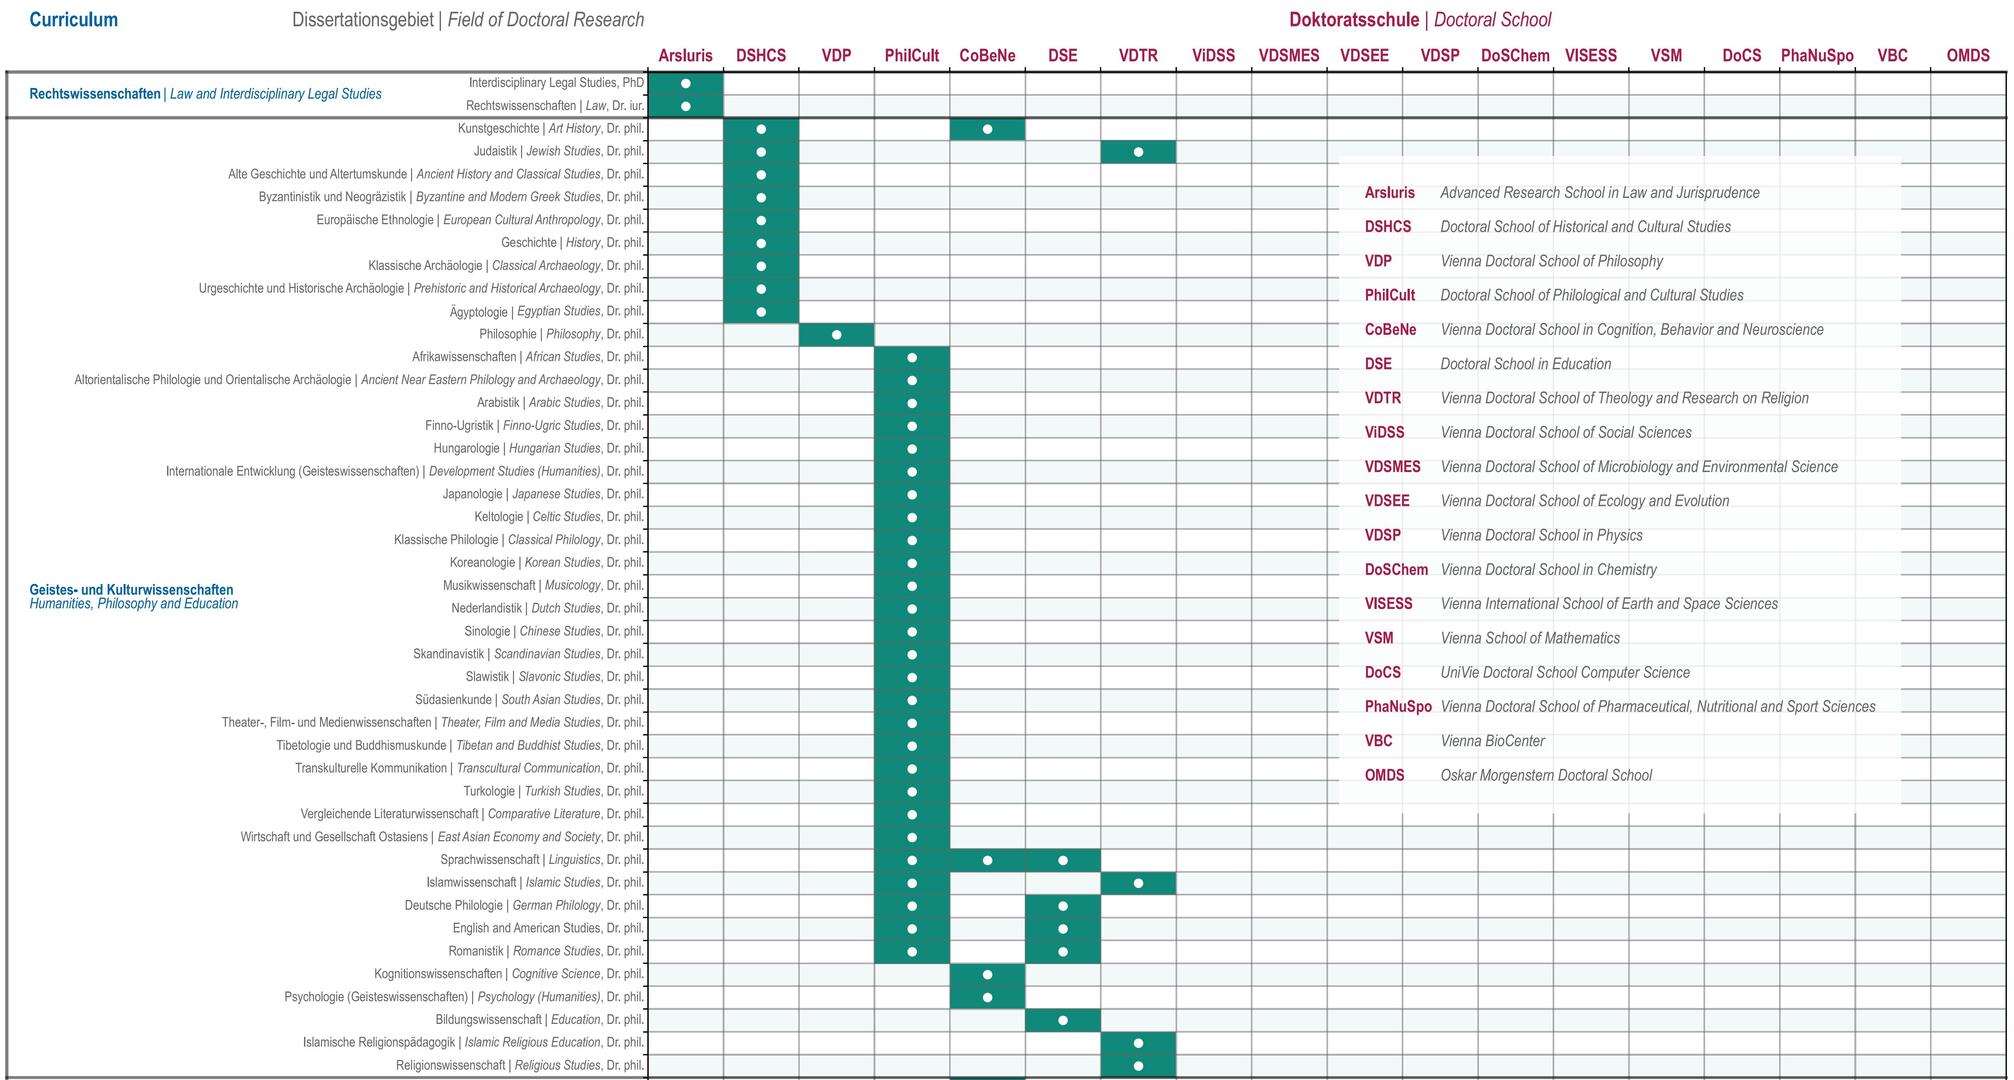 Curriculum
Dissertationsgebiet | Field of Doctoral Research
Doktoratsschule | Doctoral School
ArsIuris DSHCS VDP PhilCult CoBeNe DSE VDTR ViDSS VDSMES VDSEE VDSP DoSChem VISESS VSM DoCS PhaNuSpo VBC OMDS
Rechtswissenschaften | Law and Interdisciplinary Legal Studies
Interdisciplinary Legal Studies, PhD
Rechtswissenschaften | Law, Dr. iur.
Geistes- und Kulturwissenschaften
Humanities, Philosophy and Education
Kunstgeschichte | Art History, Dr. phil.
Judaistik | Jewish Studies, Dr. phil.
Alte Geschichte und Altertumskunde | Ancient History and Classical Studies, Dr. phil.
Byzantinistik und Neogräzistik | Byzantine and Modern Greek Studies, Dr. phil.
Europäische Ethnologie | European Cultural Anthropology, Dr. phil.
Geschichte | History, Dr. phil.
Klassische Archäologie | Classical Archaeology, Dr. phil.
Urgeschichte und Historische Archäologie | Prehistoric and Historical Archaeology, Dr. phil.
Ägyptologie | Egyptian Studies, Dr. phil.
Philosophie | Philosophy, Dr. phil.
Afrikawissenschaften | African Studies, Dr. phil.
Altorientalische Philologie und Orientalische Archäologie | Ancient Near Eastern Philology and Archaeology, Dr. phil.
Arabistik | Arabic Studies, Dr. phil.
Finno-Ugristik | Finno-Ugric Studies, Dr. phil.
Hungarologie | Hungarian Studies, Dr. phil.
Internationale Entwicklung (Geisteswissenschaften) | Development Studies (Humanities), Dr. phil.
Japanologie | Japanese Studies, Dr. phil.
Keltologie | Celtic Studies, Dr. phil.
Klassische Philologie | Classical Philology, Dr. phil.
Koreanologie | Korean Studies, Dr. phil.
Musikwissenschaft | Musicology, Dr. phil.
Nederlandistik | Dutch Studies, Dr. phil.
Sinologie | Chinese Studies, Dr. phil.
Skandinavistik | Scandinavian Studies, Dr. phil.
Slawistik | Slavonic Studies, Dr. phil.
Südasienkunde | South Asian Studies, Dr. phil.
Theater-, Film- und Medienwissenschaften | Theater, Film and Media Studies, Dr. phil.
Tibetologie und Buddhismuskunde | Tibetan and Buddhist Studies, Dr. phil.
Transkulturelle Kommunikation | Transcultural Communication, Dr. phil.
Turkologie | Turkish Studies, Dr. phil.
Vergleichende Literaturwissenschaft | Comparative Literature, Dr. phil.
Wirtschaft und Gesellschaft Ostasiens | East Asian Economy and Society, Dr. phil.
Sprachwissenschaft | Linguistics, Dr. phil.
Islamwissenschaft | Islamic Studies, Dr. phil.
Deutsche Philologie | German Philology, Dr. phil.
English and American Studies, Dr. phil.
Romanistik | Romance Studies, Dr. phil.
Kognitionswissenschaften | Cognitive Science, Dr. phil.
Psychologie (Geisteswissenschaften) | Psychology (Humanities), Dr. phil.
Bildungswissenschaft | Education, Dr. phil.
Islamische Religionspädagogik | Islamic Religious Education, Dr. phil.
Religionswissenschaft | Religious Studies, Dr. phil.
ArsIuris Advanced Research School in Law and Jurisprudence
DSHCS Doctoral School of Historical and Cultural Studies
VDP Vienna Doctoral School of Philosophy
PhilCult Doctoral School of Philological and Cultural Studies
CoBeNe Vienna Doctoral School in Cognition, Behavior and Neuroscience
DSE Doctoral School in Education
VDTR Vienna Doctoral School of Theology and Research on Religion
ViDSS Vienna Doctoral School of Social Sciences
VDSMES Vienna Doctoral School of Microbiology and Environmental Science
VDSEE Vienna Doctoral School of Ecology and Evolution
VDSP Vienna Doctoral School in Physics
DoSChem Vienna Doctoral School in Chemistry
VISESS Vienna International School of Earth and Space Sciences
VSM Vienna School of Mathematics
DoCS UniVie Doctoral School Computer Science
PhaNuSpo Vienna Doctoral School of Pharmaceutical, Nutritional and Sport Sciences
VBC Vienna BioCenter
OMDS Oskar Morgenstern Doctoral School